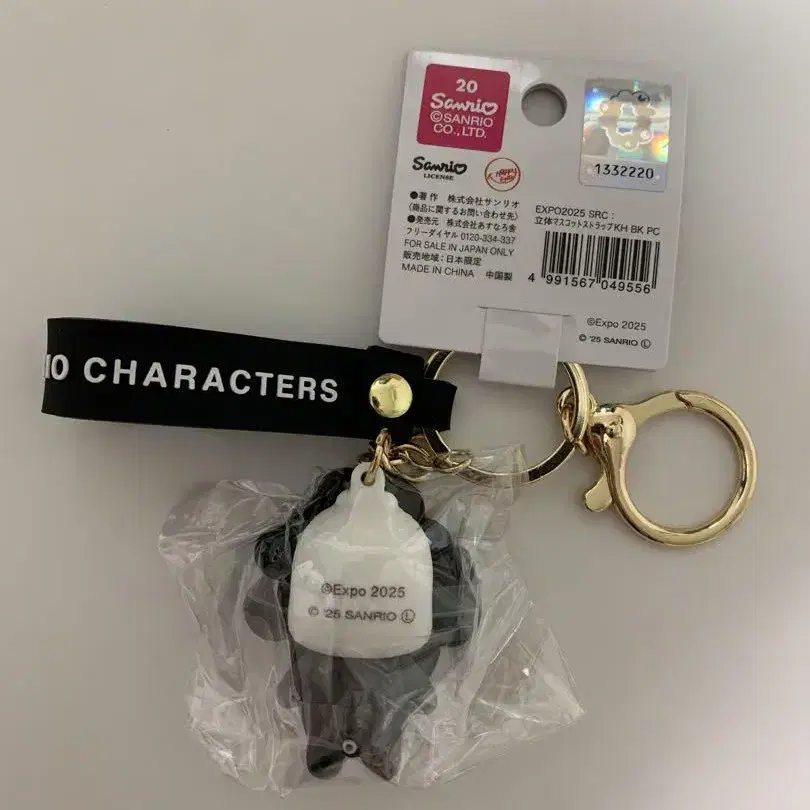 20
Sanrio
©SANRIO
CO., LTD.
1332220
Sanrio
LICENSE
●著作 株式会社サンリオ
〈商品に関するお問い合わせ先〉
●発売元 株式会社あすなろ舎
フリーダイヤル 0120-334-337
FOR SALE IN JAPAN ONLY
販売地域：日本限定
MADE IN CHINA 中国製
EXPO2025 SRC：
立体マスコットストラップKH BK PC
4 991567 049556
©Expo 2025
© '25 SANRIO Ⓛ
IO CHARACTERS
©Expo 2025
© '25 SANRIO Ⓛ